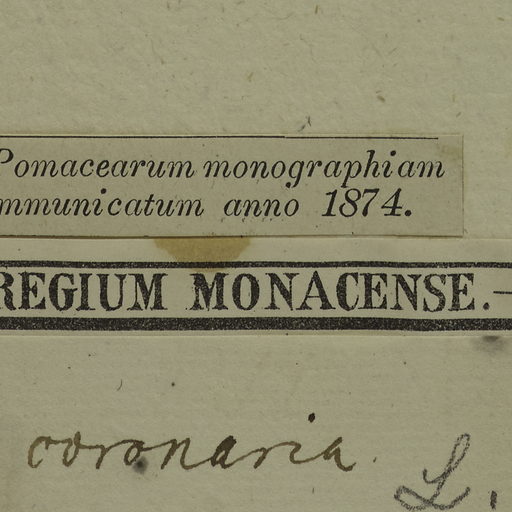 Pomacearum monographiam
mmunicatum anno 1874.
REGIUM MONACENSE.—
coronaria.
L.